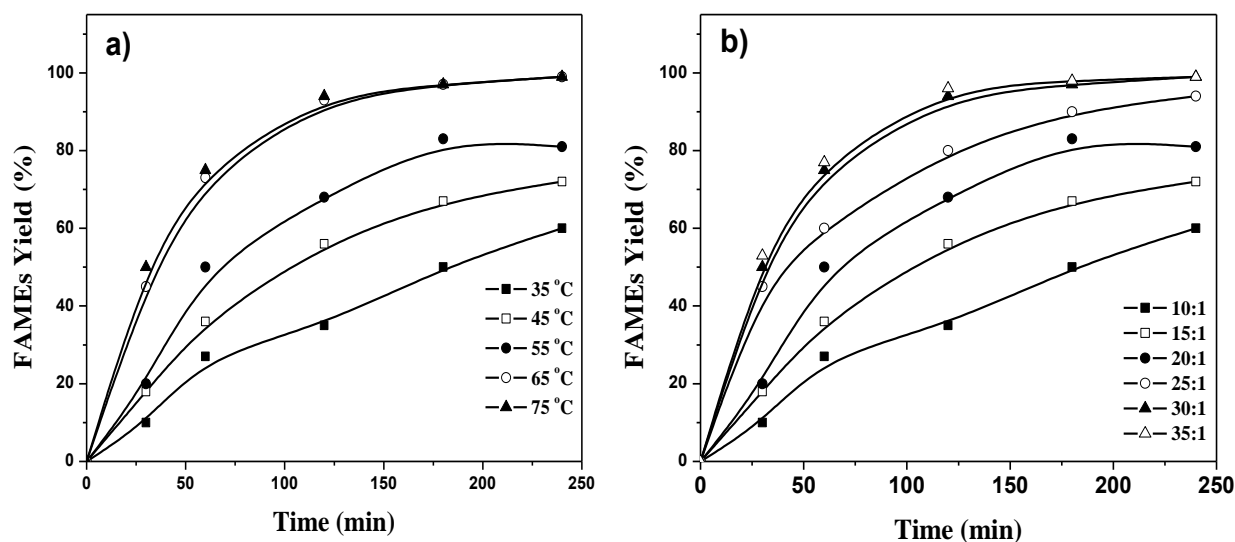 a)
FAMEs Yield (%)
100
80
60
40
20
0
35 °C
45 °C
55 °C
65 °C
75 °C
0 50 100 150 200 250
Time (min)
b)
FAMEs Yield (%)
100
80
60
40
20
0
10:1
15:1
20:1
25:1
30:1
35:1
0 50 100 150 200 250
Time (min)